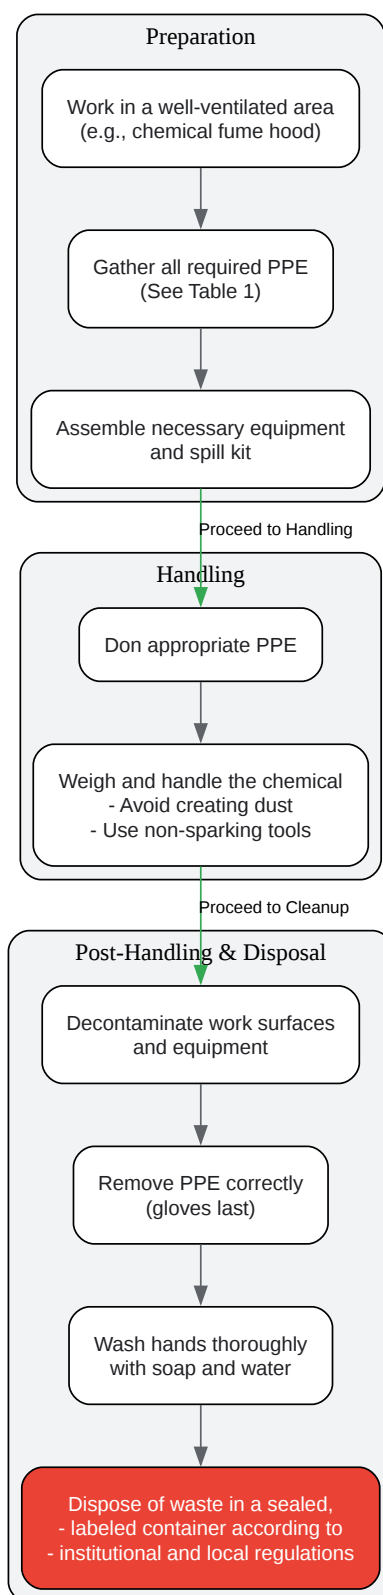 Preparation
Work in a well-ventilated area
(e.g., chemical fume hood)
Gather all required PPE
(See Table 1)
Assemble necessary equipment
and spill kit
Proceed to Handling
Handling
Don appropriate PPE
Weigh and handle the chemical
- Avoid creating dust
- Use non-sparking tools
Proceed to Cleanup
Post-Handling & Disposal
Decontaminate work surfaces
and equipment
Remove PPE correctly
(gloves last)
Wash hands thoroughly
with soap and water
Dispose of waste in a sealed,
- labeled container according to
- institutional and local regulations